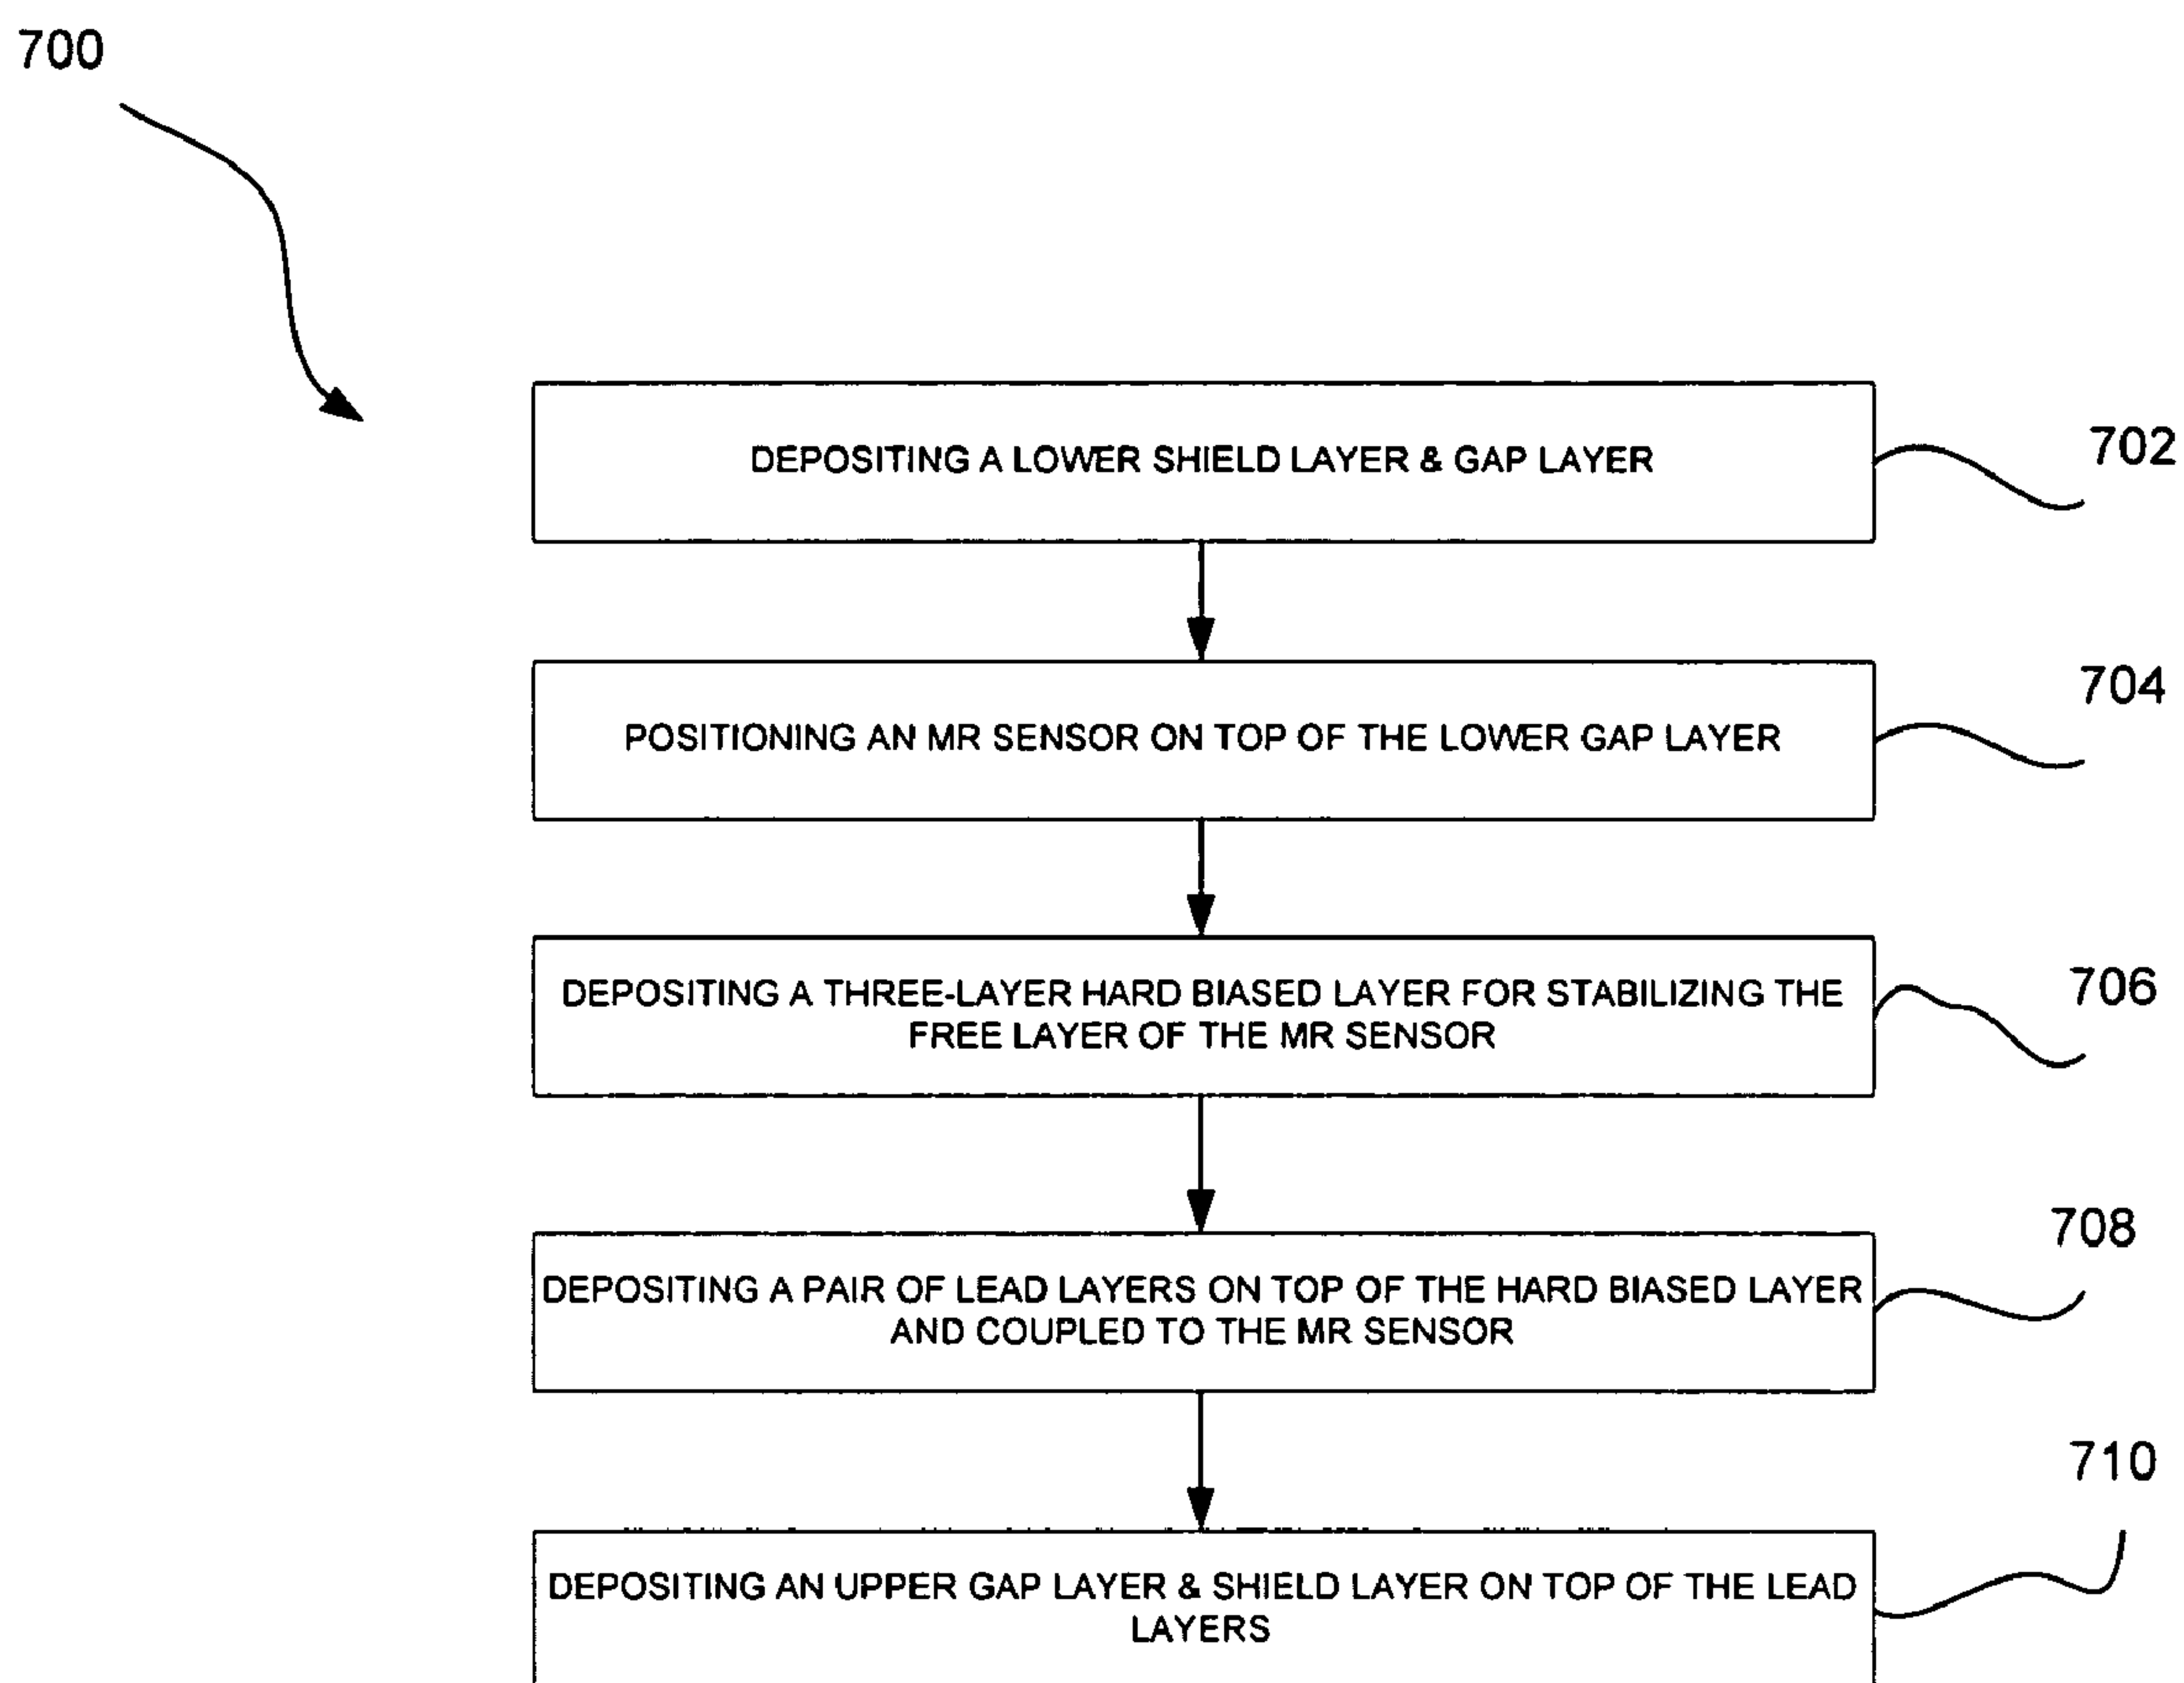 700
DEPOSITING A LOWER SHIELD LAYER & GAP LAYER
702
POSITIONING AN MR SENSOR ON TOP OF THE LOWER GAP LAYER
704
DEPOSITING A THREE-LAYER HARD BIASED LAYER FOR STABILIZING THE
FREE LAYER OF THE MR SENSOR
706
DEPOSITING A PAIR OF LEAD LAYERS ON TOP OF THE HARD BIASED LAYER
AND COUPLED TO THE MR SENSOR
708
DEPOSITING AN UPPER GAP LAYER & SHIELD LAYER ON TOP OF THE LEAD
LAYERS
710